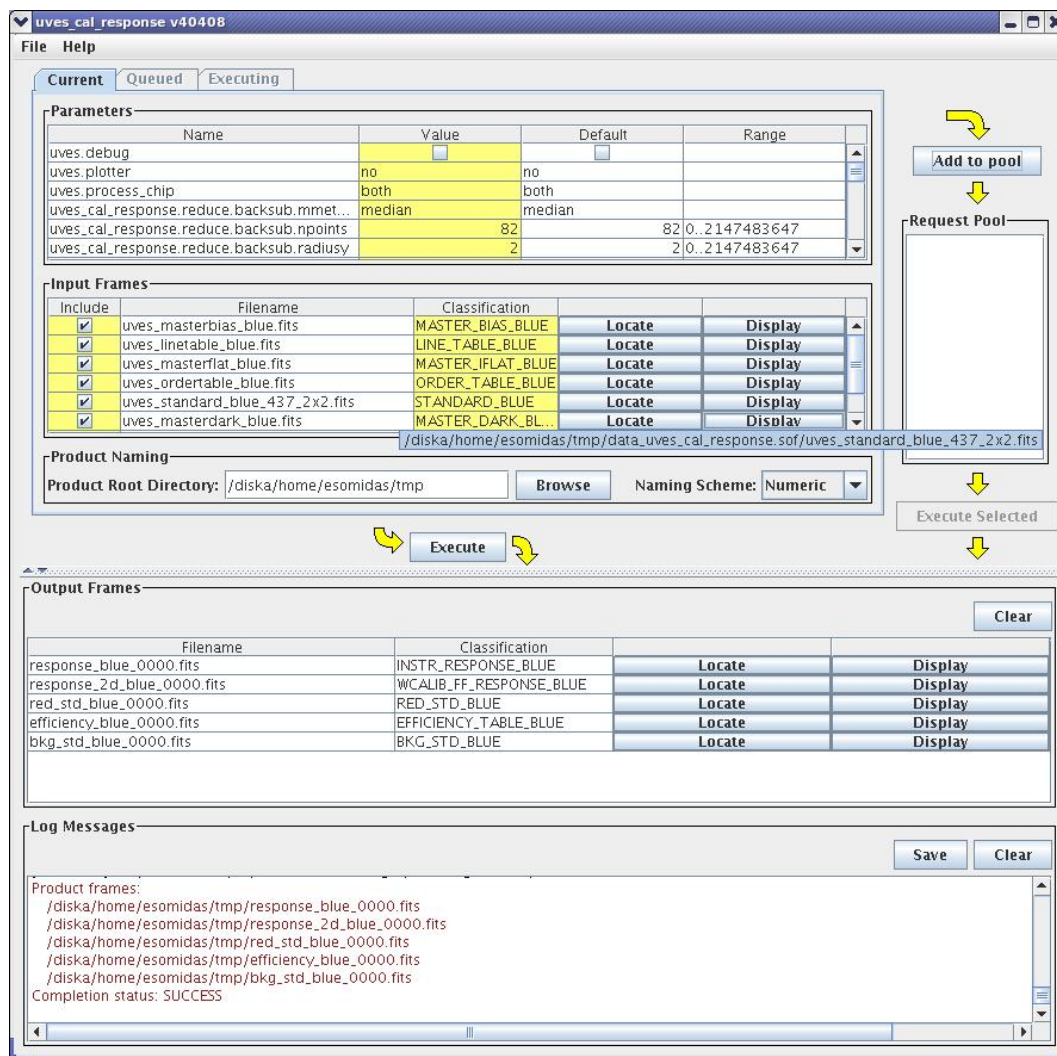 uves_cal_response v40408
File Help
Current Queued Executing
Parameters
Name Value Default Range
uves.debug
uves.plotter no no
uves.process_chip both both
uves_cal_response.reduce.backsub.mmet... median median
uves_cal_response.reduce.backsub.npoints 82 82 0..2147483647
uves_cal_response.reduce.backsub.radiusy 2 2 0..2147483647
Add to pool
Request Pool
Input Frames
Include Filename Classification
uves_masterbias_blue.fits MASTER_BIAS_BLUE Locate Display
uves_linetable_blue.fits LINE_TABLE_BLUE Locate Display
uves_masterflat_blue.fits MASTER_IFLAT_BLUE Locate Display
uves_ordertable_blue.fits ORDER_TABLE_BLUE Locate Display
uves_standard_blue_437_2x2.fits STANDARD_BLUE Locate Display
uves_masterdark_blue.fits MASTER_DARK_BL... Locate Display
/diska/home/esomidas/tmp/data_uves_cal_response.sof/uves_standard_blue_437_2x2.fits
Product Naming
Product Root Directory: /diska/home/esomidas/tmp Browse Naming Scheme: Numeric
Execute Selected
Execute
Output Frames
Clear
Filename Classification
response_blue_0000.fits INSTR_RESPONSE_BLUE Locate Display
response_2d_blue_0000.fits WCALIB_FF_RESPONSE_BLUE Locate Display
red_std_blue_0000.fits RED_STD_BLUE Locate Display
efficiency_blue_0000.fits EFFICIENCY_TABLE_BLUE Locate Display
bkg_std_blue_0000.fits BKG_STD_BLUE Locate Display
Log Messages
Save Clear
Product frames:
/diska/home/esomidas/tmp/response_blue_0000.fits
/diska/home/esomidas/tmp/response_2d_blue_0000.fits
/diska/home/esomidas/tmp/red_std_blue_0000.fits
/diska/home/esomidas/tmp/efficiency_blue_0000.fits
/diska/home/esomidas/tmp/bkg_std_blue_0000.fits
Completion status: SUCCESS